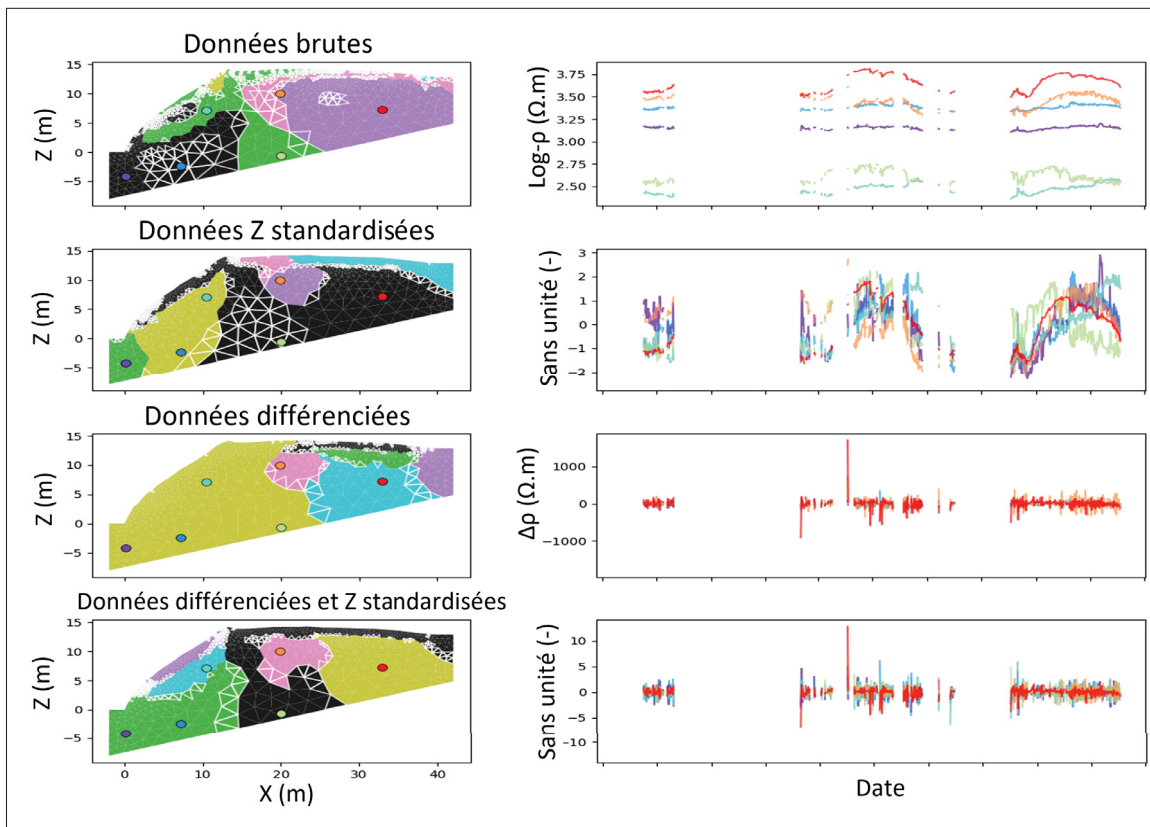 Données brutes
15
10
5
0
−5
Z (m)
3.75
3.50
3.25
3.00
2.75
2.50
Log-ρ (Ω.m)
Données Z standardisées
15
10
5
0
−5
Z (m)
3
2
1
0
−1
−2
Sans unité (-)
Données différenciées
15
10
5
0
−5
Z (m)
1000
0
−1000
Δρ (Ω.m)
Données différenciées et Z standardisées
15
10
5
0
−5
Z (m)
0 10 20 30 40
X (m)
10
5
0
−5
-10
Sans unité (-)
Date